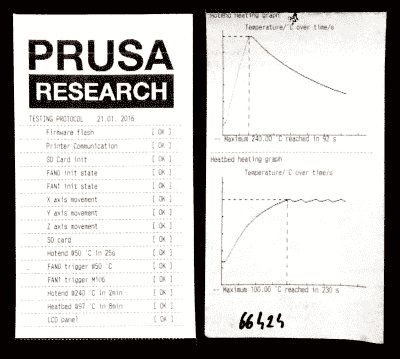 PRUSA
RESEARCH
TESTING PROTOCOL 21.01. 2016
Firmware flash [ OK ]
Printer Communication [ OK ]
SD Card init [ OK ]
FAN0 init state [ OK ]
FAN1 init state [ OK ]
X axis movement [ OK ]
Y axis movement [ OK ]
Z axis movement [ OK ]
SD card [ OK ]
Hotend @50 °C in 25s [ OK ]
FAN0 trigger @50 °C [ OK ]
FAN1 trigger M106 [ OK ]
Hotend @240 °C in 2min [ OK ]
Heatbed @97 °C in 8min [ OK ]
LCD panel [ OK ]
Hotend heating graph
Temperature/°C over time/s
-- Maximum 240.00 °C reached in 92 s
Heatbed heating graph
Temperature/°C over time/s
-- Maximum 100.00 °C reached in 230 s
66424